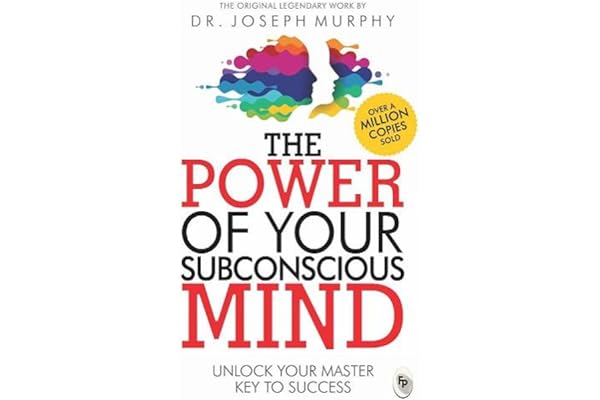 THE ORIGINAL LEGENDARY WORK BY
DR. JOSEPH MURPHY
OVER A
MILLION
COPIES
SOLD
THE
POWER
OF YOUR
SUBCONSCIOUS
MIND
UNLOCK YOUR MASTER
KEY TO SUCCESS
FP